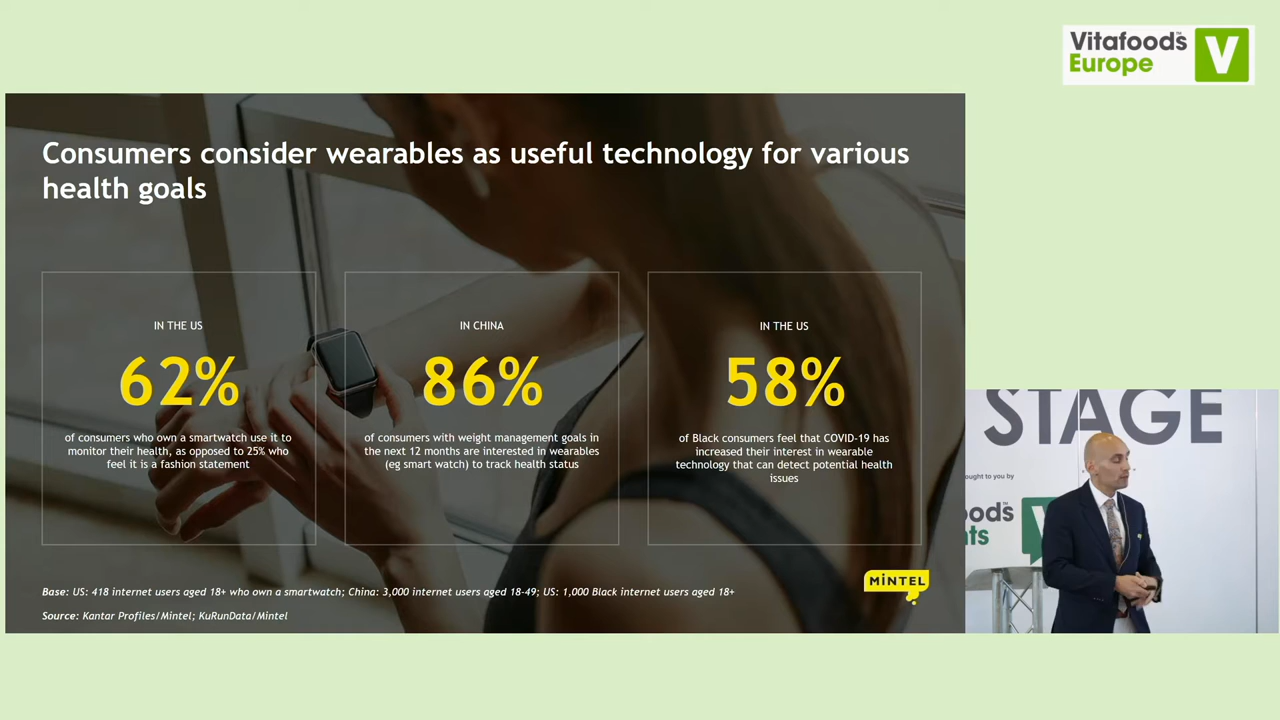 Vitafoods™
Europe
V
Consumers consider wearables as useful technology for various
health goals
IN THE US
62%
of consumers who own a smartwatch use it to
monitor their health, as opposed to 25% who
feel it is a fashion statement
IN CHINA
86%
of consumers with weight management goals in
the next 12 months are interested in wearables
(eg smart watch) to track health status
IN THE US
58%
of Black consumers feel that COVID-19 has
increased their interest in wearable
technology that can detect potential health
issues
MINTEL
Base: US: 418 internet users aged 18+ who own a smartwatch; China: 3,000 internet users aged 18-49; US: 1,000 Black internet users aged 18+
Source: Kantar Profiles/Mintel; KuRunData/Mintel
STAGE